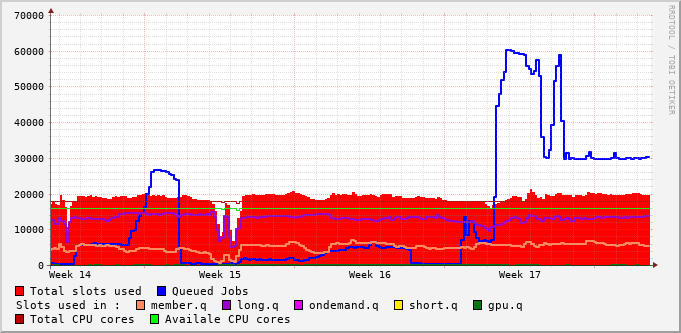 RRDTOOL / TOBI OETIKER
70000
60000
50000
40000
30000
20000
10000
0
Week 14 Week 15 Week 16 Week 17
Total slots used Queued Jobs
Slots used in : member.q long.q ondemand.q short.q gpu.q
Total CPU cores Availale CPU cores